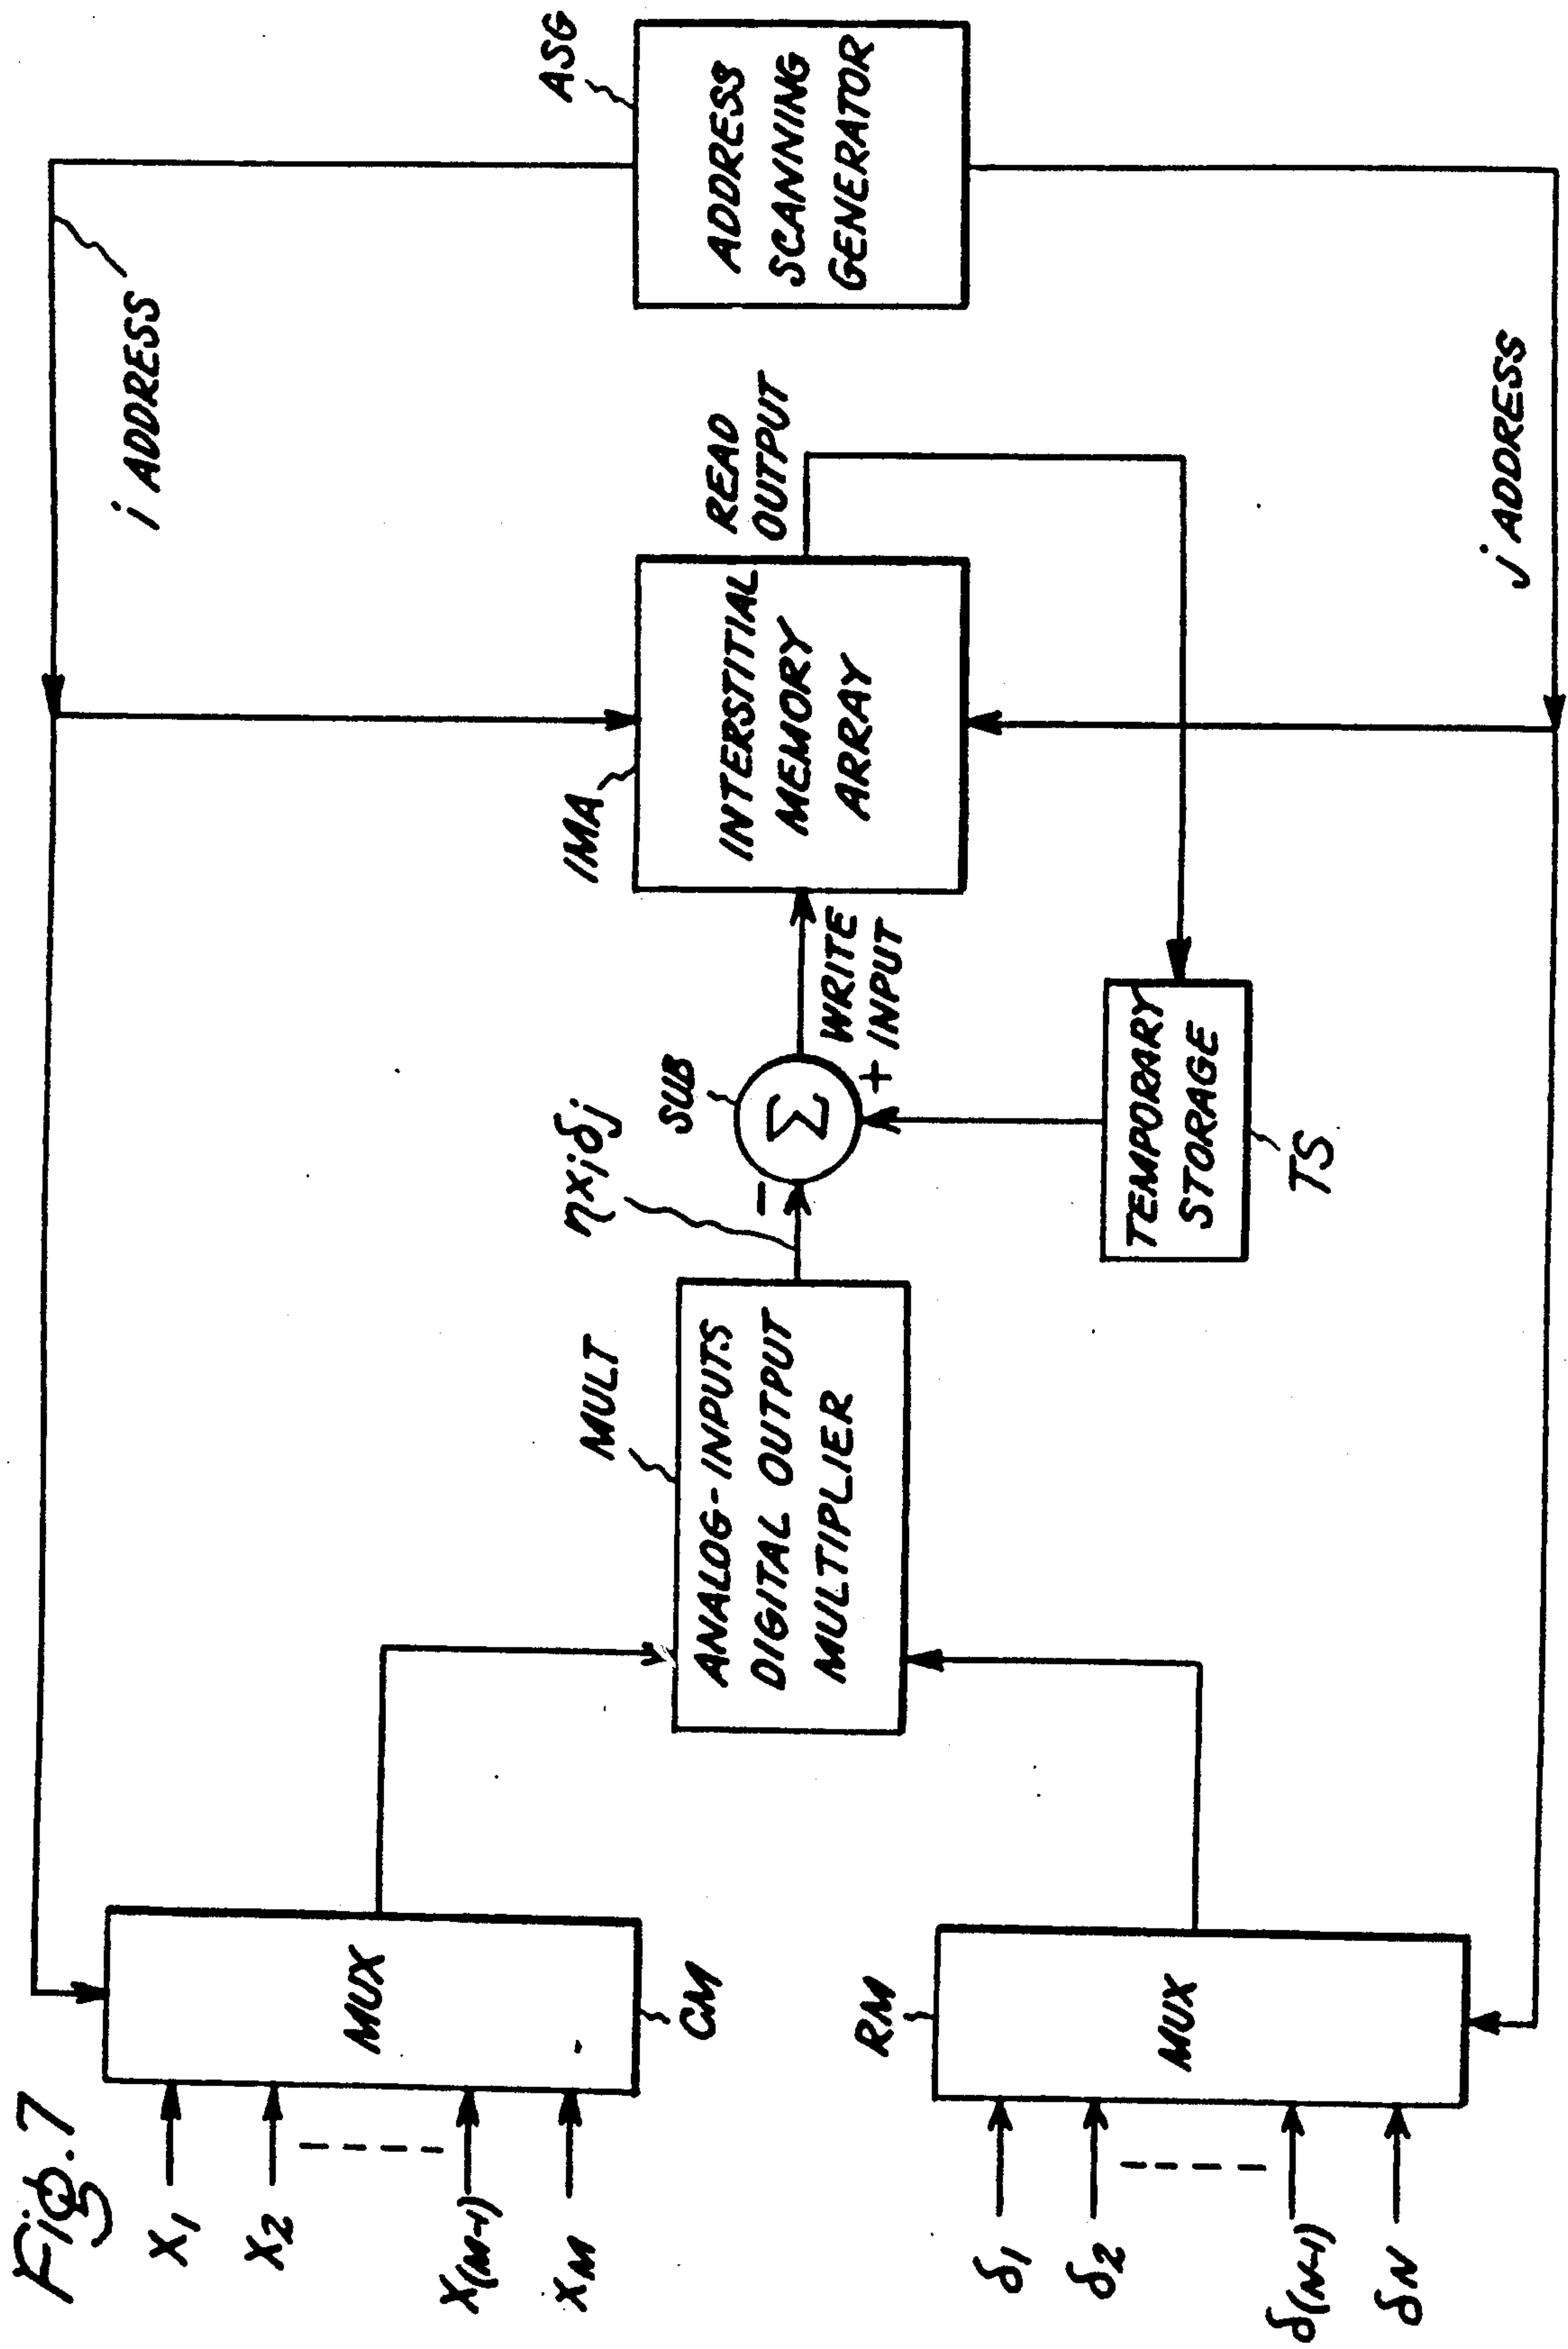 Fig. 7
i ADDRESS
ASG
ADDRESS
SCANNING
GENERATOR
X1
X2
X(M-1)
XM
MUX
CM
MULT
ANALOG-INPUTS
DIGITAL OUTPUT
MULTIPLIER
ηxiδj
−
SUB
Σ
+
WRITE
INPUT
IMA
INTERSTITIAL
MEMORY
ARRAY
READ
OUTPUT
TEMPORARY
STORAGE
TS
RM
MUX
δ1
δ2
δ(N-1)
δN
j ADDRESS